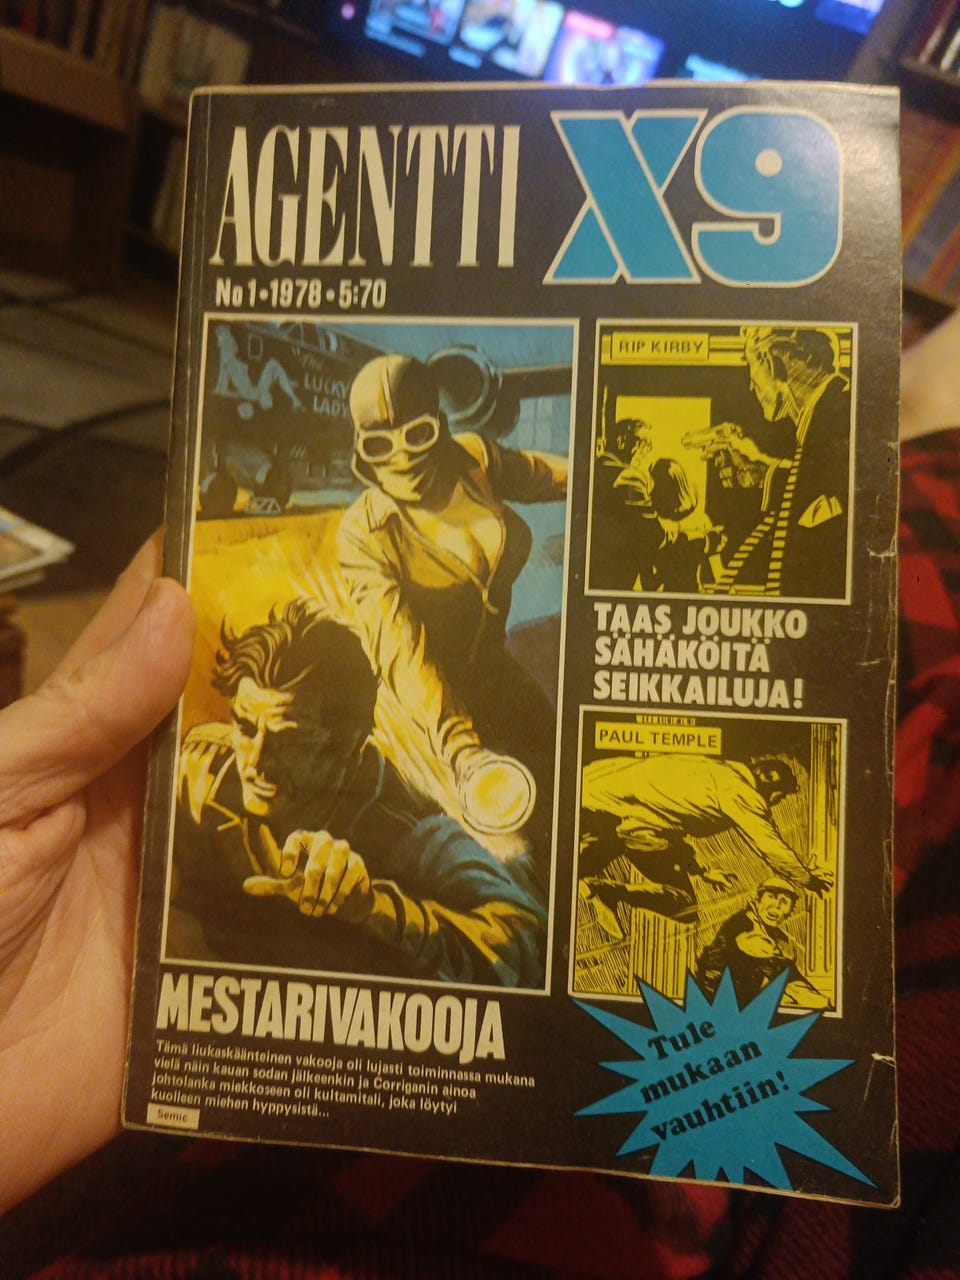 AGENTTI X9
No 1 • 1978 • 5:70
"The
LUCKY
LADY
RIP KIRBY
TAAS JOUKKO
SÄHÄKÖITÄ
SEIKKAILUJA!
PAUL TEMPLE
MESTARIVAKOOJA
Tämä liukaskäänteinen vakooja oli lujasti toiminnassa mukana
vielä näin kauan sodan jälkeenkin ja Corriganin ainoa
johtolanka miekkoseen oli kultamitali, joka löytyi
kuolleen miehen hyppysistä...
Semic
Tule
mukaan
vauhtiin!